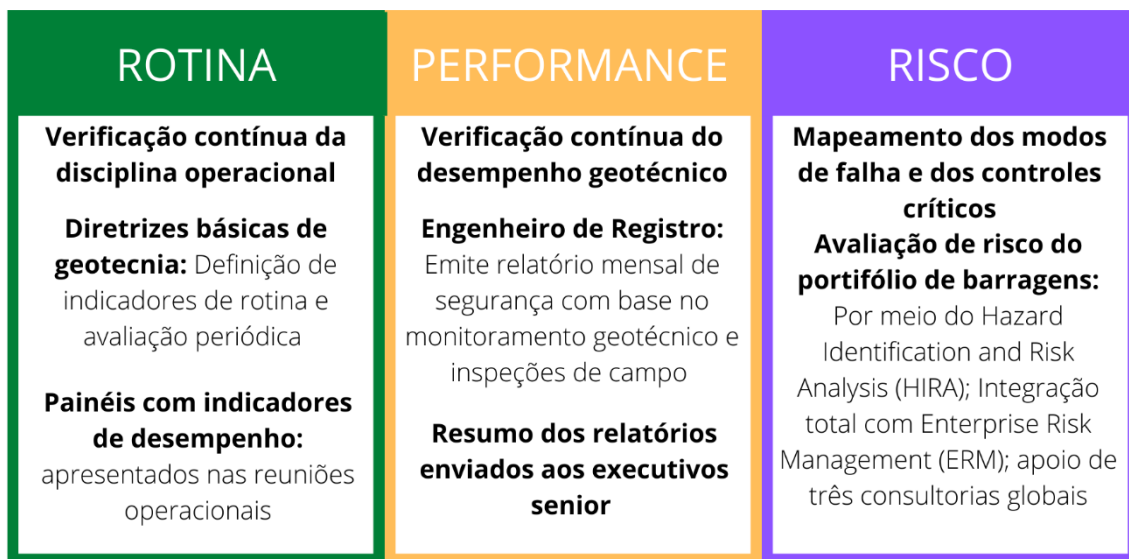 ROTINA
Verificação contínua da
disciplina operacional
Diretrizes básicas de
geotecnia: Definição de
indicadores de rotina e
avaliação periódica
Painéis com indicadores
de desempenho:
apresentados nas reuniões
operacionais
PERFORMANCE
Verificação contínua do
desempenho geotécnico
Engenheiro de Registro:
Emite relatório mensal de
segurança com base no
monitoramento geotécnico e
inspeções de campo
Resumo dos relatórios
enviados aos executivos
senior
RISCO
Mapeamento dos modos
de falha e dos controles
críticos
Avaliação de risco do
portifólio de barragens:
Por meio do Hazard
Identification and Risk
Analysis (HIRA); Integração
total com Enterprise Risk
Management (ERM); apoio de
três consultorias globais